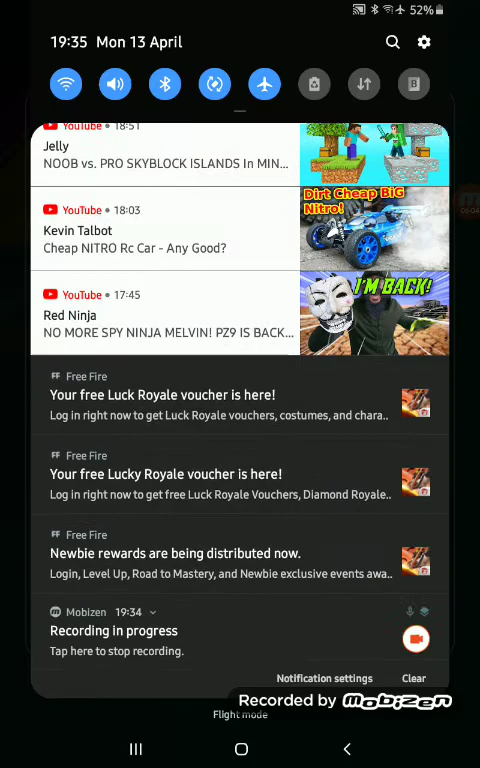 52%
19:35 Mon 13 April
YouTube • 18:51
Jelly
NOOB vs. PRO SKYBLOCK ISLANDS In MIN...
YouTube • 18:03
Kevin Talbot
Cheap NITRO Rc Car - Any Good?
Dirt Cheap BiG
Nitro!
YouTube • 17:45
Red Ninja
NO MORE SPY NINJA MELVIN! PZ9 IS BACK...
I'M BACK!
FF Free Fire
Your free Luck Royale voucher is here!
Log in right now to get Luck Royale vouchers, costumes, and chara..
FF Free Fire
Your free Lucky Royale voucher is here!
Log in right now to get free Luck Royale Vouchers, Diamond Royale..
FF Free Fire
Newbie rewards are being distributed now.
Login, Level Up, Road to Mastery, and Newbie exclusive events awa..
m Mobizen 19:34
Recording in progress
Tap here to stop recording.
Notification settings Clear
Recorded by mobizen
Flight mode